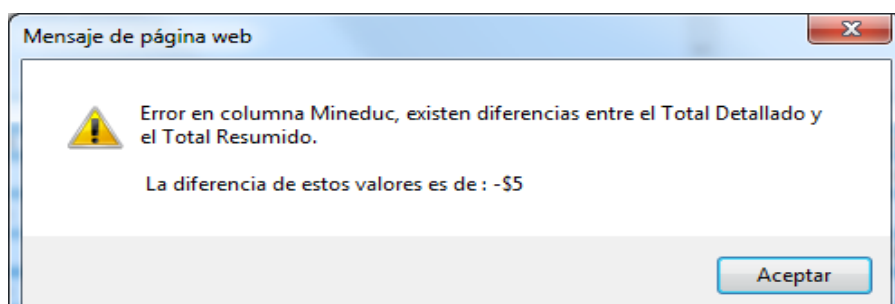 Mensaje de página web
Error en columna Mineduc, existen diferencias entre el Total Detallado y
el Total Resumido.
La diferencia de estos valores es de : -$5
Aceptar